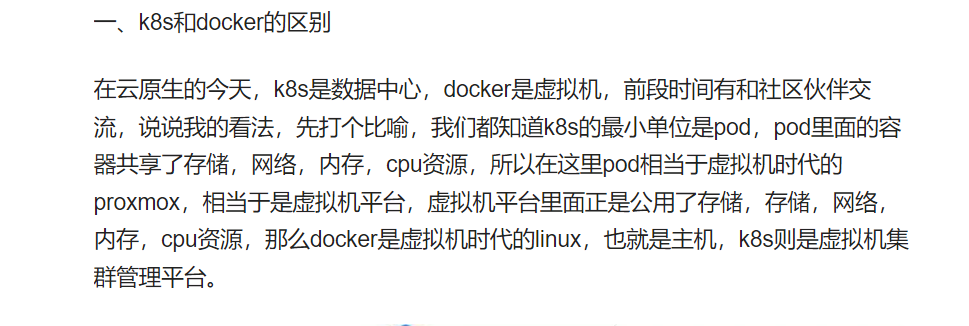 一、k8s和docker的区别
在云原生的今天，k8s是数据中心，docker是虚拟机，前段时间有和社区伙伴交
流，说说我的看法，先打个比喻，我们都知道k8s的最小单位是pod，pod里面的容
器共享了存储，网络，内存，cpu资源，所以在这里pod相当于虚拟机时代的
proxmox，相当于是虚拟机平台，虚拟机平台里面正是公用了存储，存储，网络，
内存，cpu资源，那么docker是虚拟机时代的linux，也就是主机，k8s则是虚拟机集
群管理平台。